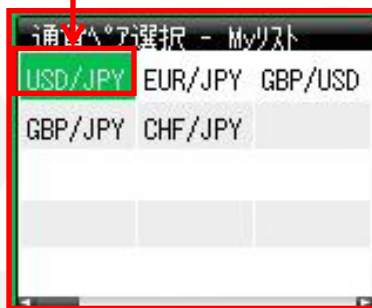 通貨ﾍﾟｱ選択 - Myﾘｽﾄ
USD/JPY EUR/JPY GBP/USD
GBP/JPY CHF/JPY